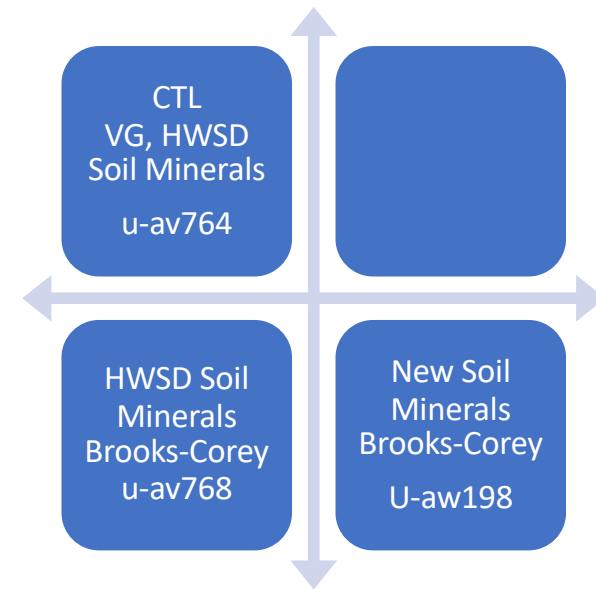 CTL
VG, HWSD
Soil Minerals
u-av764
HWSD Soil
Minerals
Brooks-Corey
u-av768
New Soil
Minerals
Brooks-Corey
U-aw198